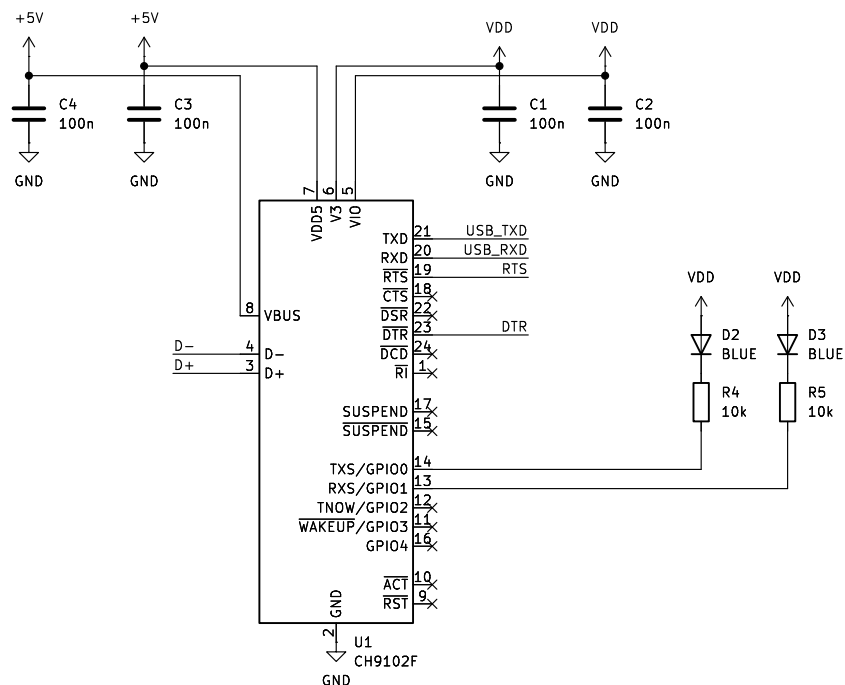 +5V
+5V
VDD
VDD
C4
100n
C3
100n
C1
100n
C2
100n
GND
GND
GND
GND
7
6
5
VDD5
V3
VIO
TXD 21 USB_TXD
RXD 20 USB_RXD
RTS 19 RTS
CTS 18
8 VBUS
DSR 22
DTR 23 DTR
D- 4 D-
DCD 24
D+ 3 D+
RI 1
VDD
VDD
D2
BLUE
D3
BLUE
R4
10k
R5
10k
SUSPEND 17
SUSPEND 15
TXS/GPIO0 14
RXS/GPIO1 13
TNOW/GPIO2 12
WAKEUP/GPIO3 11
GPIO4 16
ACT 10
RST 9
GND
2
U1
CH9102F
GND